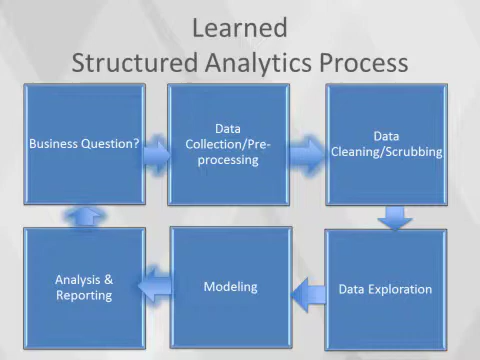 Learned
Structured Analytics Process
Business Question?
Data
Collection/Pre-
processing
Data
Cleaning/Scrubbing
Analysis &
Reporting
Modeling
Data Exploration